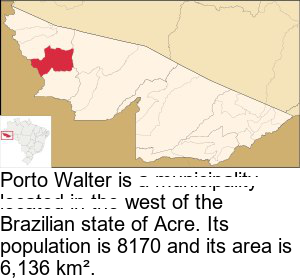 Porto Walter is a municipality
located in the west of the
Brazilian state of Acre. Its
population is 8170 and its area is
6,136 km².